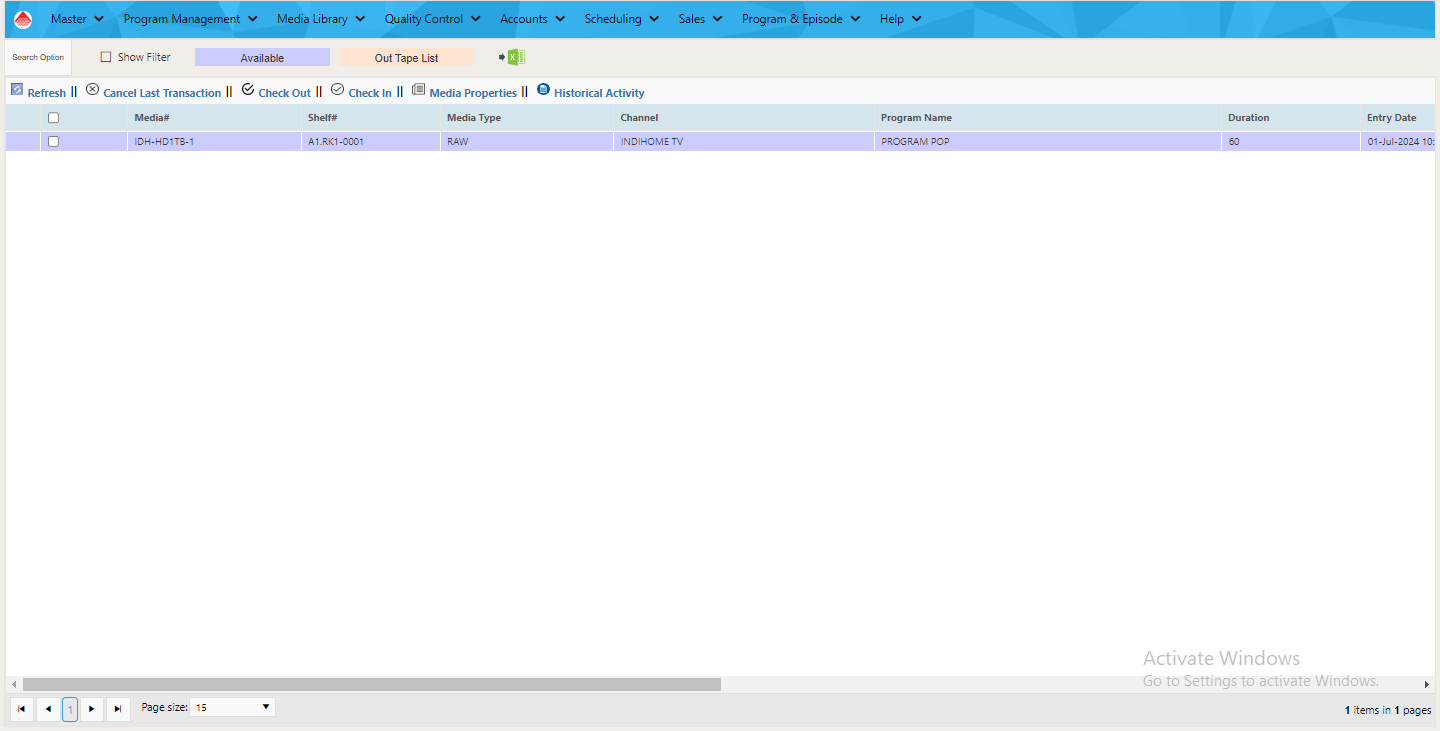 Master Program Management Media Library Quality Control Accounts Scheduling Sales Program & Episode Help
Search Option Show Filter Available Out Tape List
Refresh || Cancel Last Transaction || Check Out || Check In || Media Properties || Historical Activity
Media# Shelf# Media Type Channel Program Name Duration Entry Date
IDH-HD1TB-1 A1.RK1-0001 RAW INDIHOME TV PROGRAM POP 60 01-Jul-2024 10:
Activate Windows
Go to Settings to activate Windows.
1 Page size: 15 1 items in 1 pages